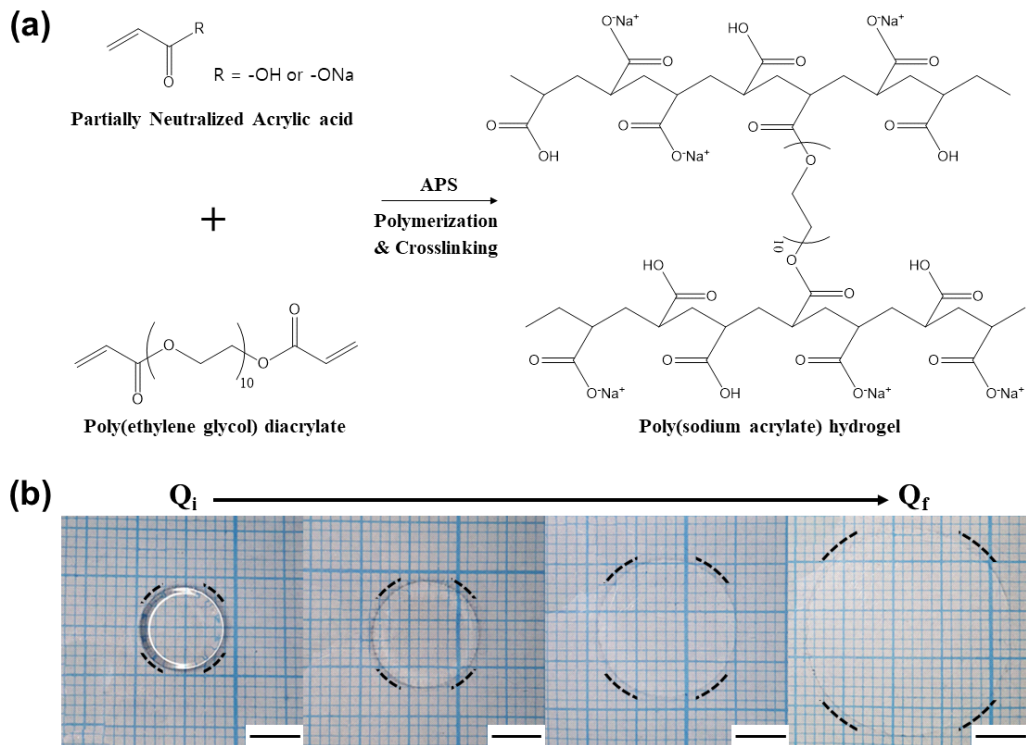 (a)
R
O
R = -OH or -ONa
Partially Neutralized Acrylic acid
+
O
O
O
10
O
O
Poly(ethylene glycol) diacrylate
APS
Polymerization
& Crosslinking
O⁻Na⁺
O
HO
O
O⁻Na⁺
O
O
OH
O
O⁻Na⁺
O
O
O
OH
10
O
HO
O
O
HO
O
O
O⁻Na⁺
O
OH
O
O⁻Na⁺
O
O⁻Na⁺
Poly(sodium acrylate) hydrogel
(b)
Qᵢ
Q_f